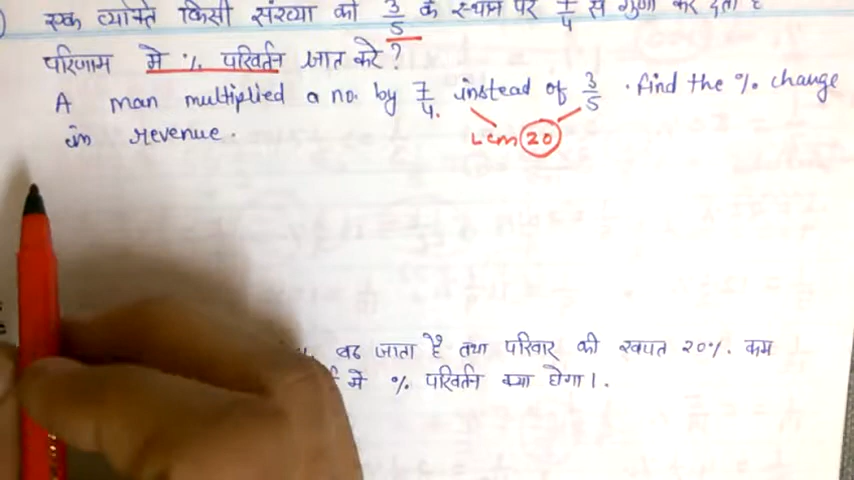 एक व्यक्ति किसी संख्या को 3/5 के स्थान पर 7/4 से गुणा कर देता है
परिणाम में % परिवर्तन ज्ञात करे?
A man multiplied a no. by 7/4 instead of 3/5 . find the % change
in revenue.
Lcm 20
बढ जाता है तथा परिवार की खपत 20%. कम
में % परिवर्तन क्या होगा।.